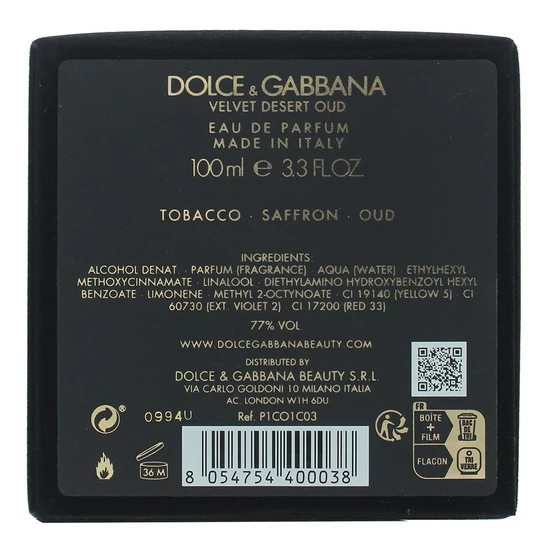 DOLCE & GABBANA
VELVET DESERT OUD
EAU DE PARFUM
MADE IN ITALY
100 ml e 3.3 FL.OZ.
TOBACCO · SAFFRON · OUD
INGREDIENTS:
ALCOHOL DENAT. · PARFUM (FRAGRANCE) · AQUA (WATER) · ETHYLHEXYL
METHOXYCINNAMATE · LINALOOL · DIETHYLAMINO HYDROXYBENZOYL HEXYL
BENZOATE · LIMONENE · METHYL 2-OCTYNOATE · CI 19140 (YELLOW 5) · CI
60730 (EXT. VIOLET 2) · CI 17200 (RED 33)
77% VOL.
WWW.DOLCEGABBANABEAUTY.COM
DISTRIBUTED BY
DOLCE & GABBANA BEAUTY S.R.L.
VIA CARLO GOLDONI 10 MILANO ITALIA
AC. LONDON W1H 6DU
0994U
Ref. P1CO1C03
36 M
8 054754 400038
FR
BOÎTE
+
FILM
BAC
DE
TRI
FLACON
TRI
VERRE